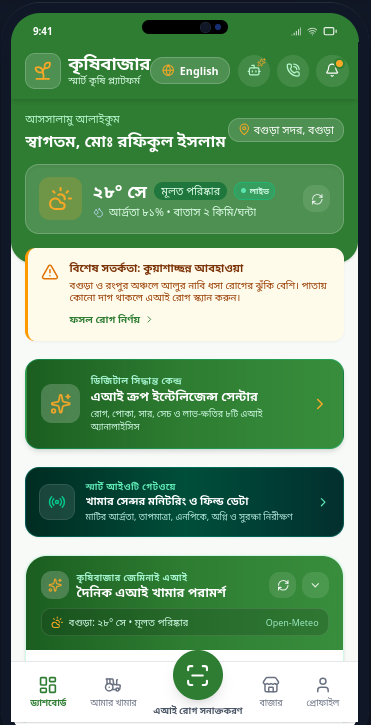 9:41
কৃষিবাজার
স্মার্ট কৃষি প্ল্যাটফর্ম
English
আসসালামু আলাইকুম
স্বাগতম, মোঃ রফিকুল ইসলাম
বগুড়া সদর, বগুড়া
২৮° সে
মূলত পরিষ্কার
লাইভ
আর্দ্রতা ৮১% • বাতাস ২ কিমি/ঘন্টা
বিশেষ সতর্কতা: কুয়াশাচ্ছন্ন আবহাওয়া
বগুড়া ও রংপুর অঞ্চলে আলুর নাবি ধসা রোগের ঝুঁকি বেশি। পাতায়
কোনো দাগ থাকলে এআই রোগ স্ক্যান করুন।
ফসল রোগ নির্ণয়
ডিজিটাল সিদ্ধান্ত কেন্দ্র
এআই ক্রপ ইন্টেলিজেন্স সেন্টার
রোগ, পোকা, সার, সেচ ও লাভ-ক্ষতির ৮টি এআই
অ্যানালাইসিস
স্মার্ট আইওটি গেটওয়ে
খামার সেন্সর মনিটরিং ও ফিল্ড ডেটা
মাটির আর্দ্রতা, তাপমাত্রা, এনপিকে, অগ্নি ও সুরক্ষা নিরীক্ষণ
কৃষিবাজার জেমিনাই এআই
দৈনিক এআই খামার পরামর্শ
বগুড়া: ২৮° সে • মূলত পরিষ্কার
Open-Meteo
ড্যাশবোর্ড
আমার খামার
এআই রোগ সনাক্তকরণ
বাজার
প্রোফাইল